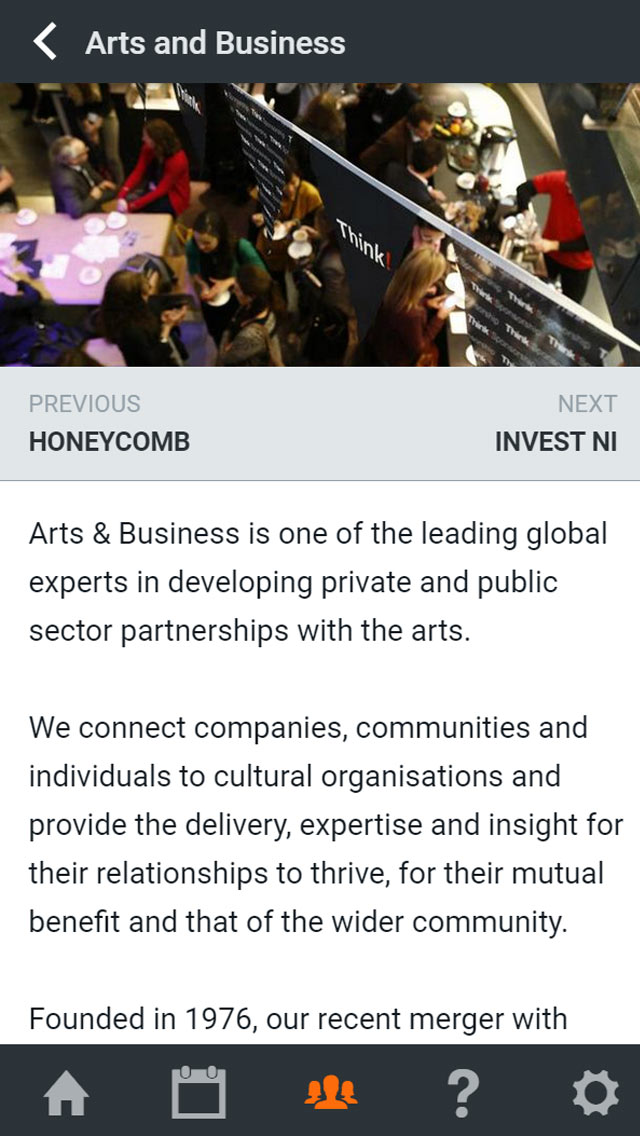 Arts and Business
Think!
Think!
PREVIOUS
NEXT
HONEYCOMB
INVEST NI
Arts & Business is one of the leading global
experts in developing private and public
sector partnerships with the arts.
We connect companies, communities and
individuals to cultural organisations and
provide the delivery, expertise and insight for
their relationships to thrive, for their mutual
benefit and that of the wider community.
Founded in 1976, our recent merger with
?